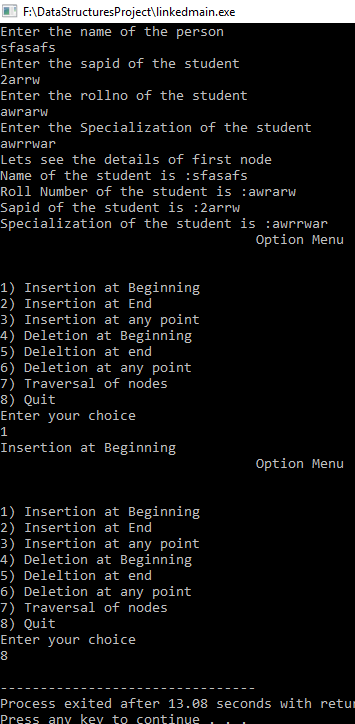 F:\DataStructuresProject\linkedmain.exe
Enter the name of the person
sfasafs
Enter the sapid of the student
2arrw
Enter the rollno of the student
awrarw
Enter the Specialization of the student
awrrwar
Lets see the details of first node
Name of the student is :sfasafs
Roll Number of the student is :awrarw
Sapid of the student is :2arrw
Specialization of the student is :awrrwar
Option Menu
1) Insertion at Beginning
2) Insertion at End
3) Insertion at any point
4) Deletion at Beginning
5) Deleltion at end
6) Deletion at any point
7) Traversal of nodes
8) Quit
Enter your choice
1
Insertion at Beginning
Option Menu
1) Insertion at Beginning
2) Insertion at End
3) Insertion at any point
4) Deletion at Beginning
5) Deleltion at end
6) Deletion at any point
7) Traversal of nodes
8) Quit
Enter your choice
8
--------------------------------
Process exited after 13.08 seconds with retu
Press any key to continue . . .